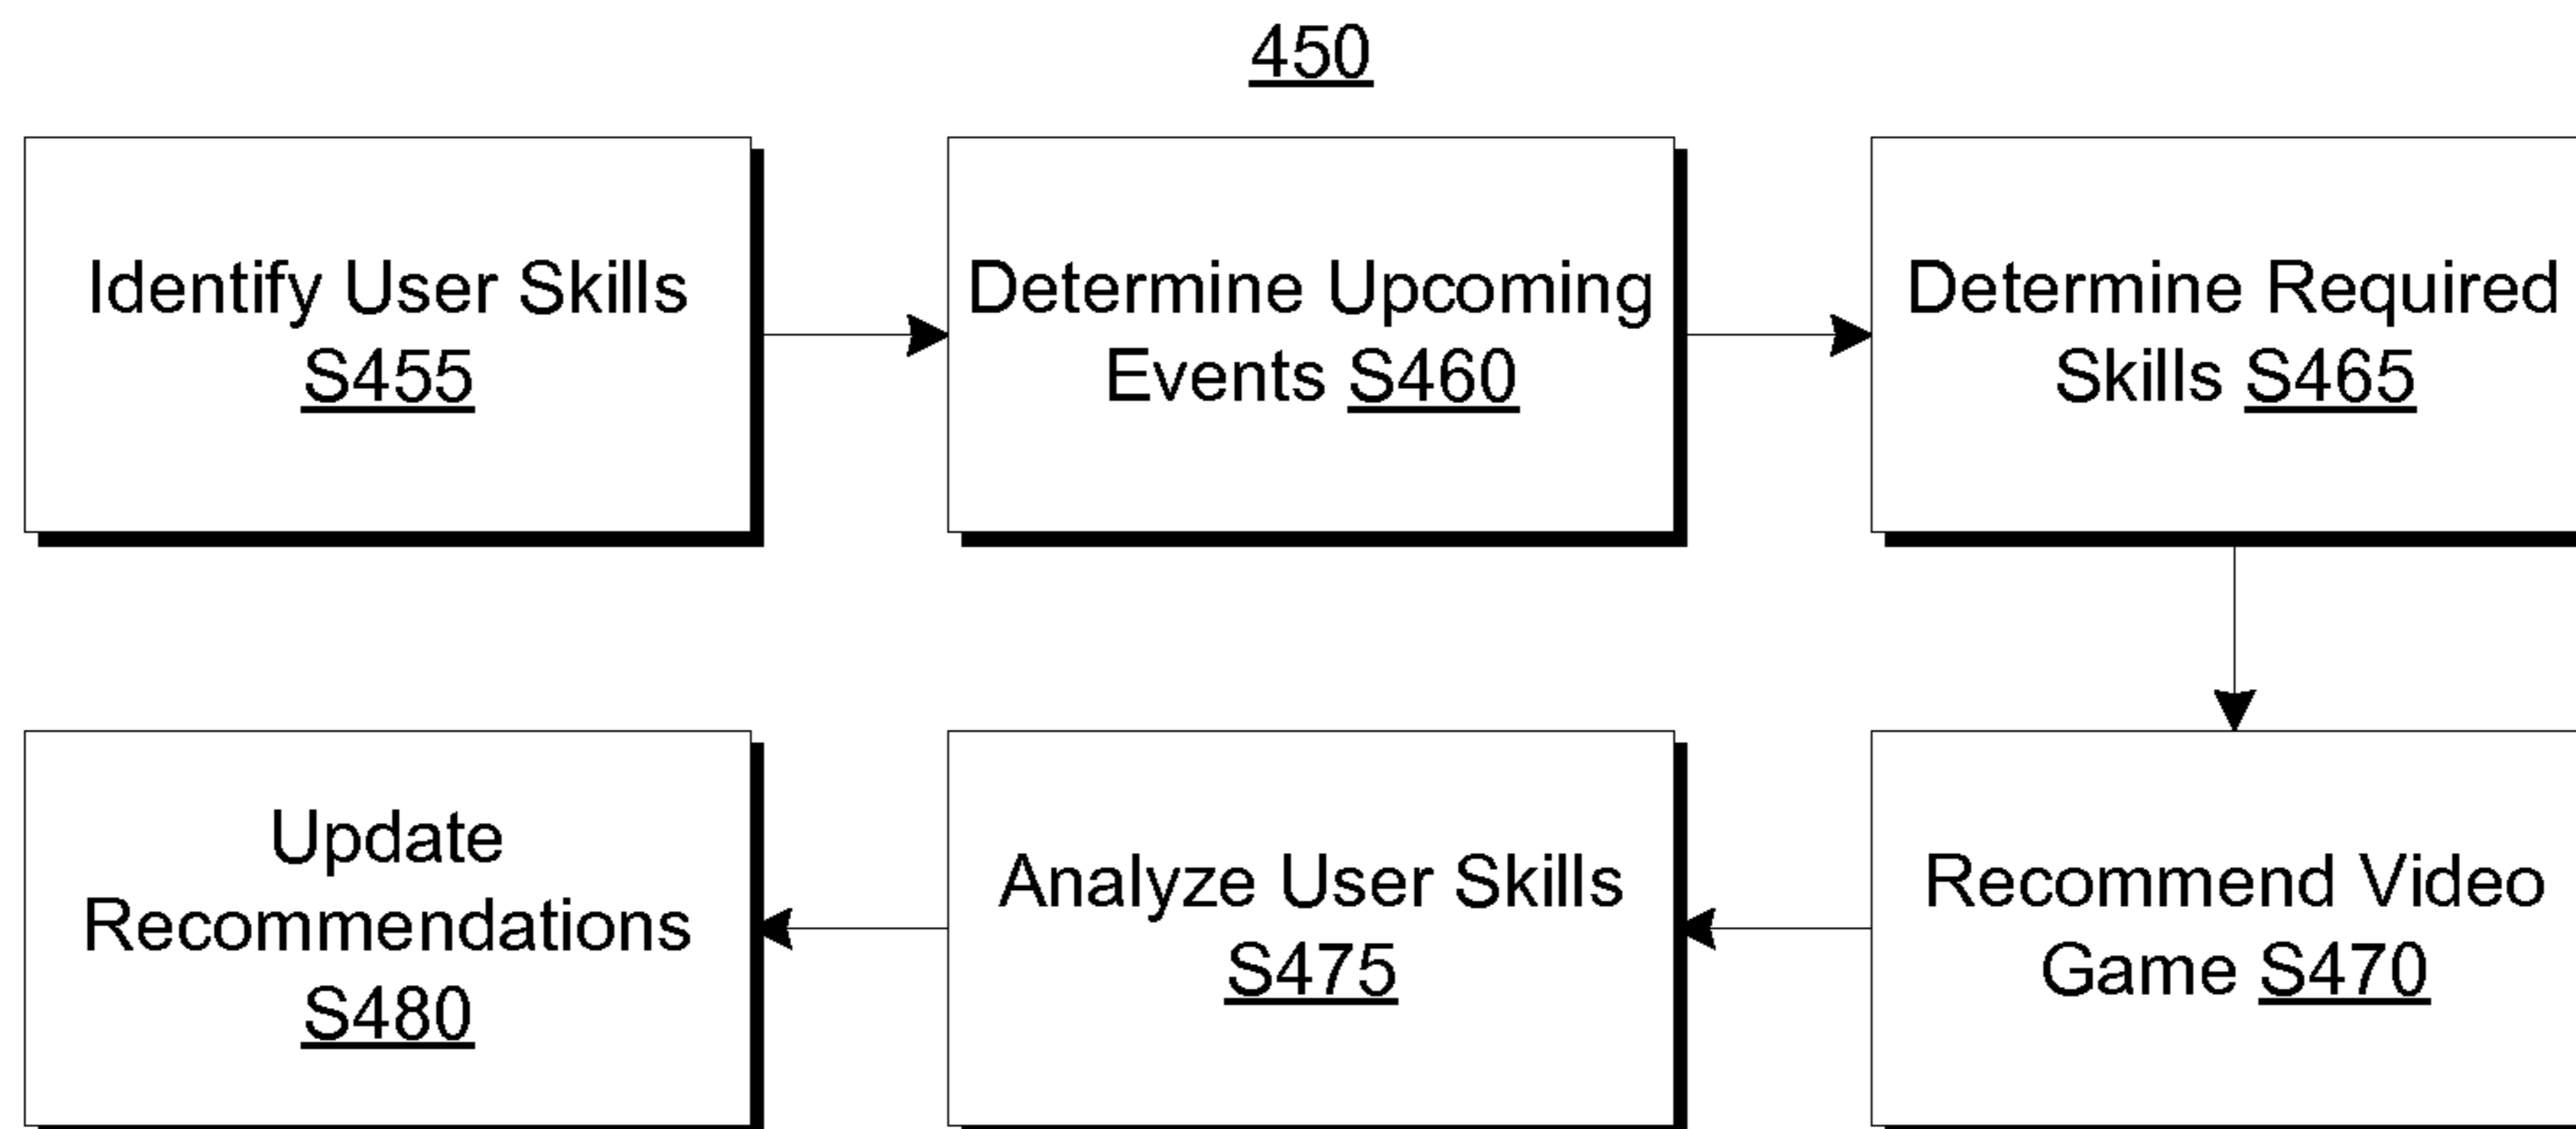 450
Identify User Skills
S455
Determine Upcoming
Events S460
Determine Required
Skills S465
Recommend Video
Game S470
Analyze User Skills
S475
Update
Recommendations
S480